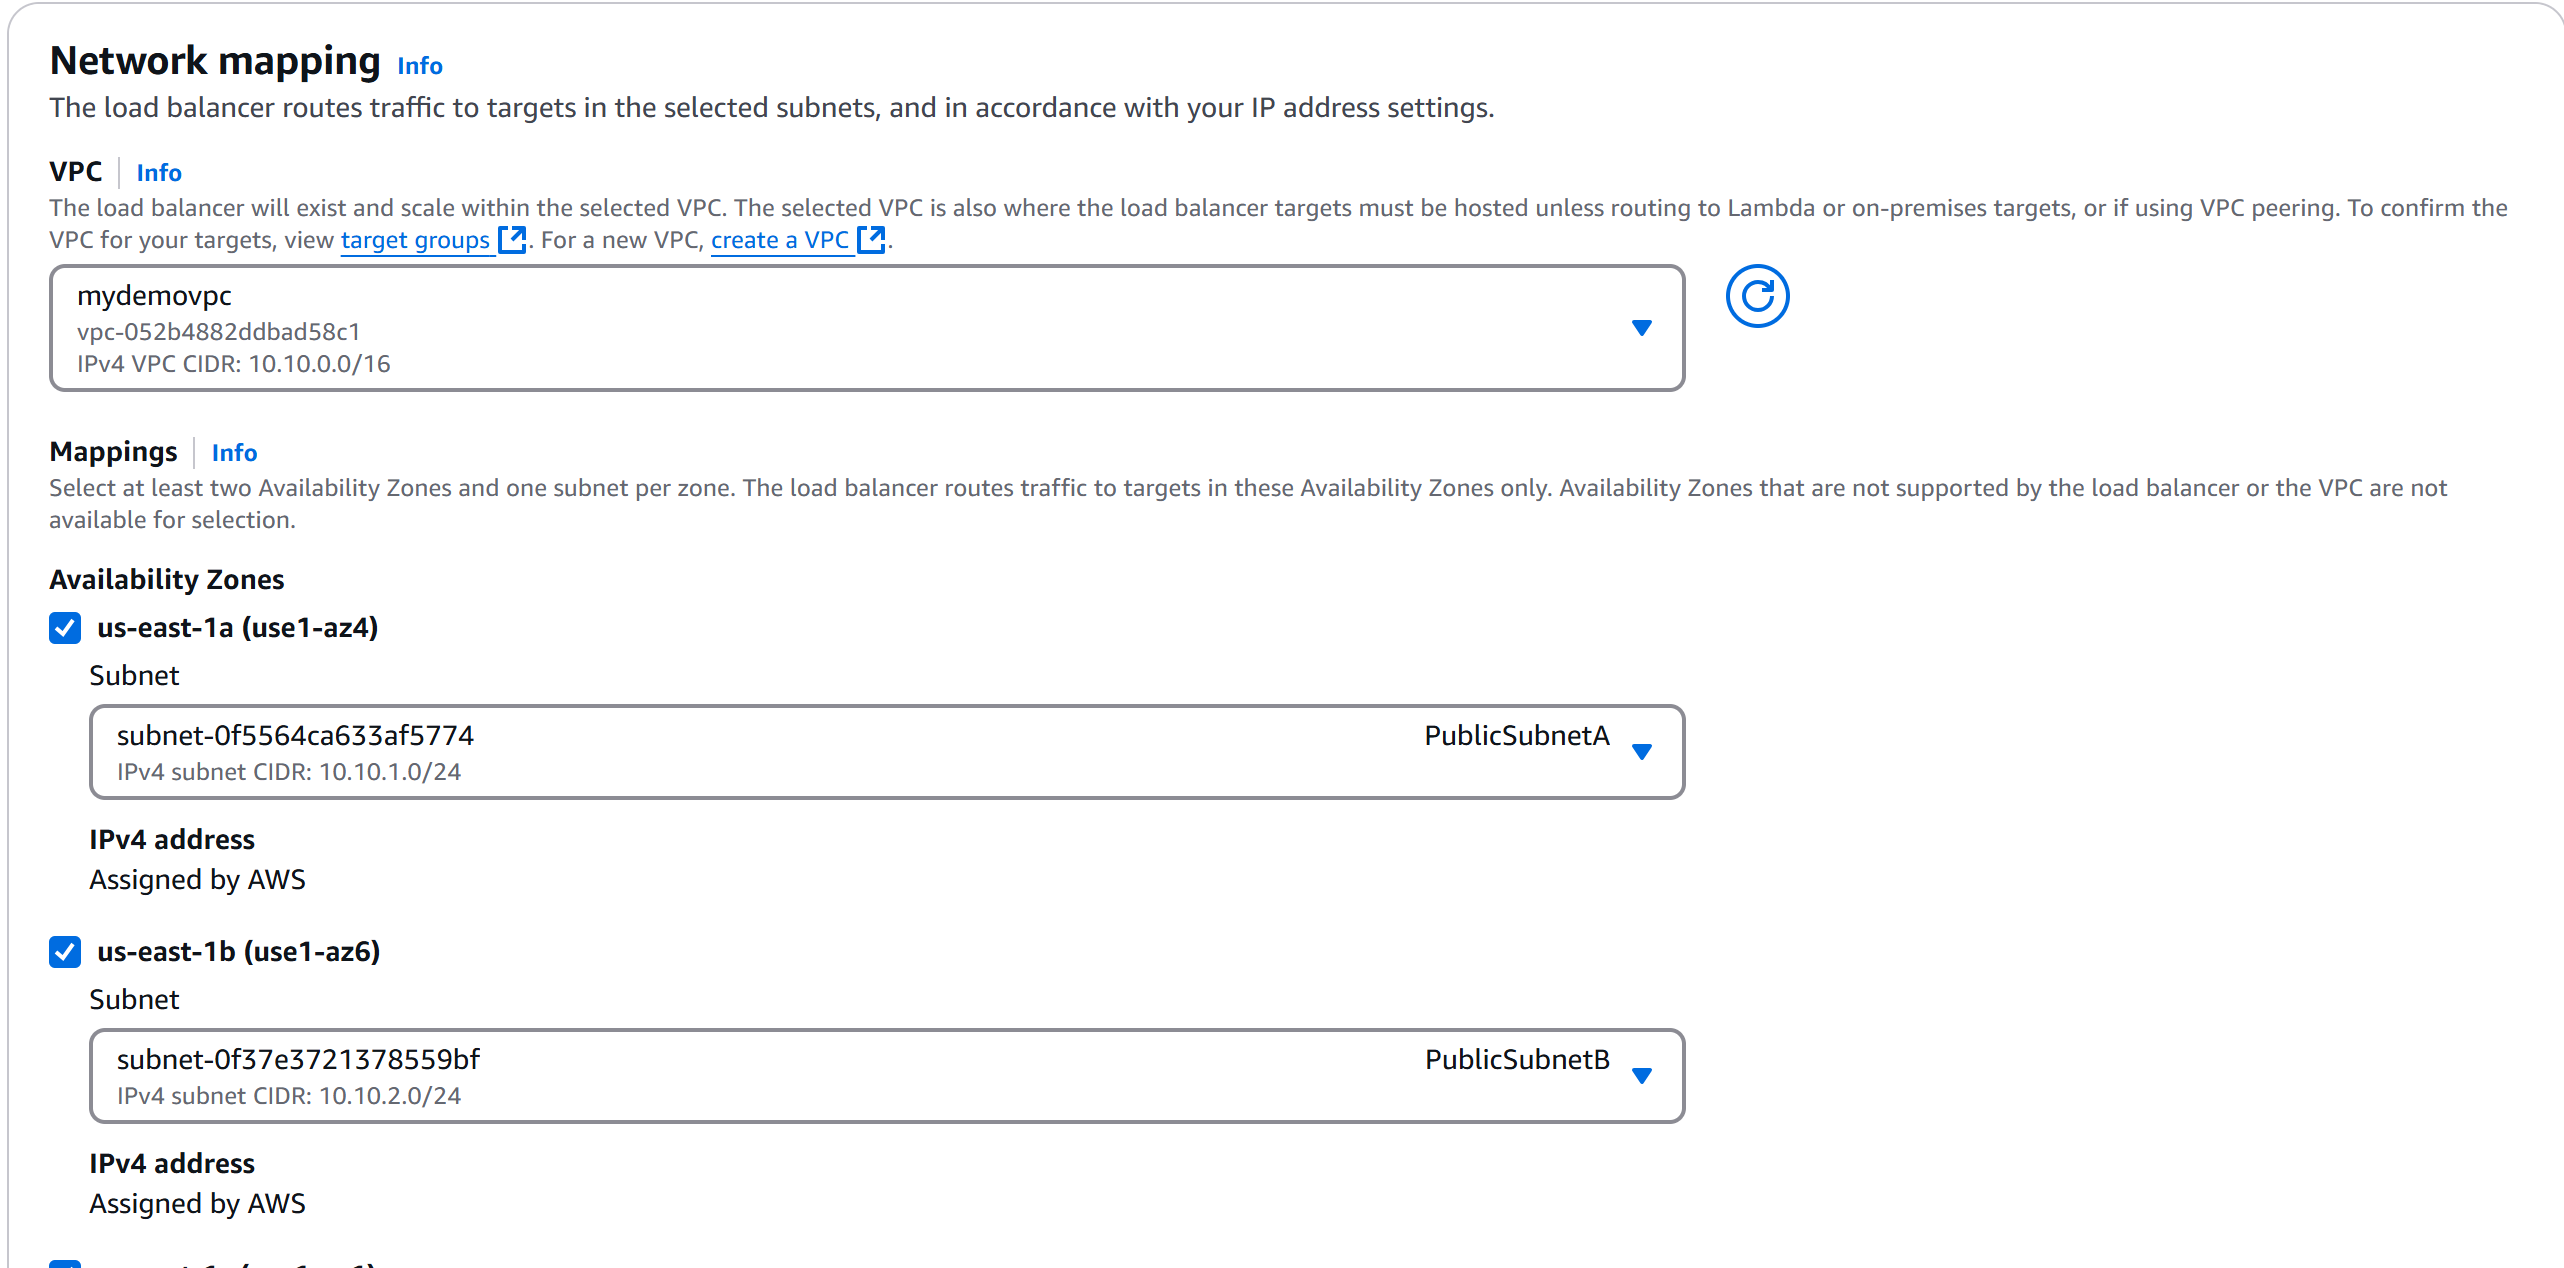 Network mapping Info
The load balancer routes traffic to targets in the selected subnets, and in accordance with your IP address settings.
VPC Info
The load balancer will exist and scale within the selected VPC. The selected VPC is also where the load balancer targets must be hosted unless routing to Lambda or on-premises targets, or if using VPC peering. To confirm the
VPC for your targets, view target groups. For a new VPC, create a VPC.
mydemovpc
vpc-052b4882ddbad58c1
IPv4 VPC CIDR: 10.10.0.0/16
Mappings Info
Select at least two Availability Zones and one subnet per zone. The load balancer routes traffic to targets in these Availability Zones only. Availability Zones that are not supported by the load balancer or the VPC are not
available for selection.
Availability Zones
us-east-1a (use1-az4)
Subnet
subnet-0f5564ca633af5774 PublicSubnetA
IPv4 subnet CIDR: 10.10.1.0/24
IPv4 address
Assigned by AWS
us-east-1b (use1-az6)
Subnet
subnet-0f37e3721378559bf PublicSubnetB
IPv4 subnet CIDR: 10.10.2.0/24
IPv4 address
Assigned by AWS